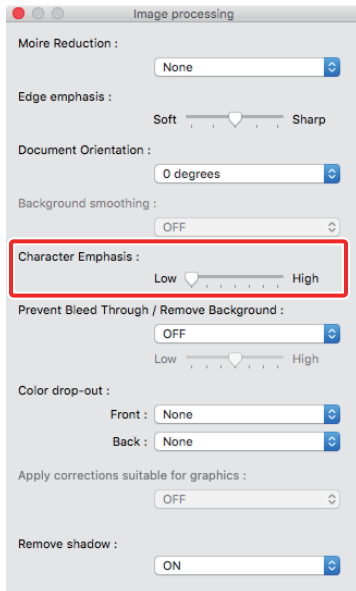 Image processing
Moire Reduction :
None
Edge emphasis :
Soft Sharp
Document Orientation :
0 degrees
Background smoothing :
OFF
Character Emphasis :
Low High
Prevent Bleed Through / Remove Background :
OFF
Low High
Color drop-out :
Front : None
Back : None
Apply corrections suitable for graphics :
OFF
Remove shadow :
ON